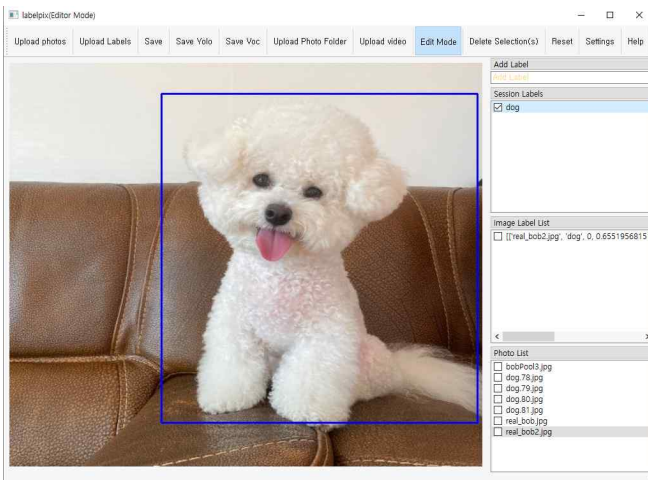 labelpix(Editor Mode)
Upload photos Upload Labels Save Save Yolo Save Voc Upload Photo Folder Upload video Edit Mode Delete Selection(s) Reset Settings Help
Add Label
Add Label
Session Labels
dog
Image Label List
[['real_bob2.jpg', 'dog', 0, 0.6551956815
Photo List
bobPool3.jpg
dog.78.jpg
dog.79.jpg
dog.80.jpg
dog.81.jpg
real_bob.jpg
real_bob2.jpg